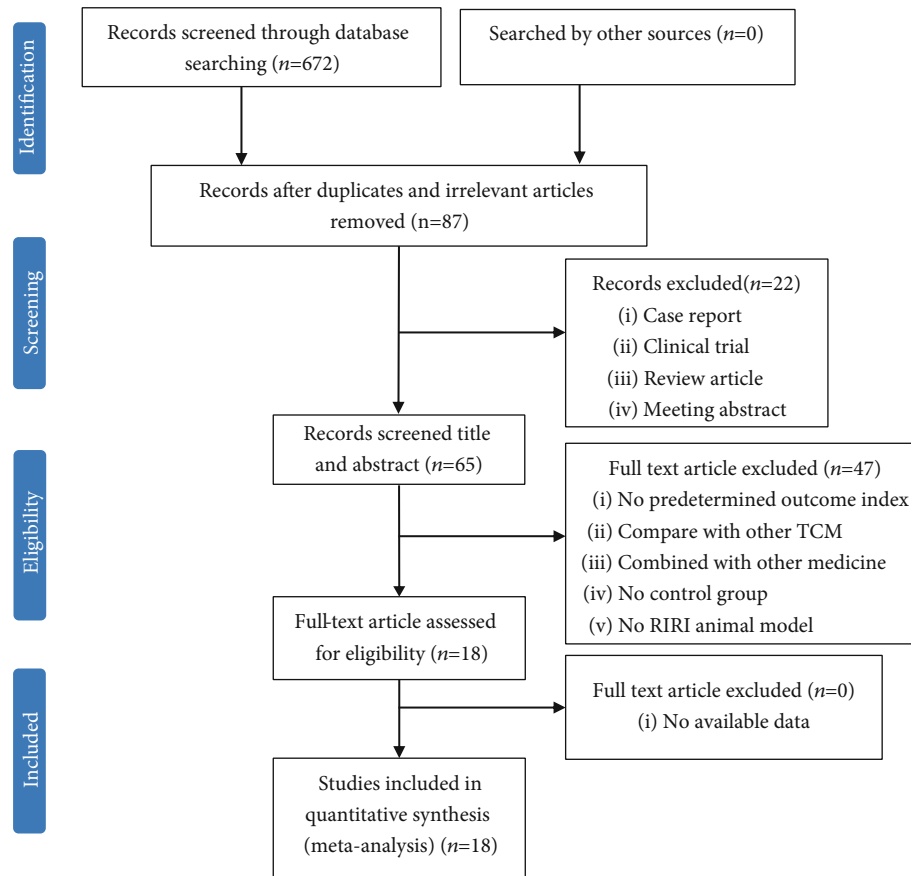 Identification
Records screened through database
searching (n=672)
Searched by other sources (n=0)
Records after duplicates and irrelevant articles
removed (n=87)
Screening
Records excluded(n=22)
(i) Case report
(ii) Clinical trial
(iii) Review article
(iv) Meeting abstract
Records screened title
and abstract (n=65)
Eligibility
Full text article excluded (n=47)
(i) No predetermined outcome index
(ii) Compare with other TCM
(iii) Combined with other medicine
(iv) No control group
(v) No RIRI animal model
Full-text article assessed
for eligibility (n=18)
Included
Full text article excluded (n=0)
(i) No available data
Studies included in
quantitative synthesis
(meta-analysis) (n=18)